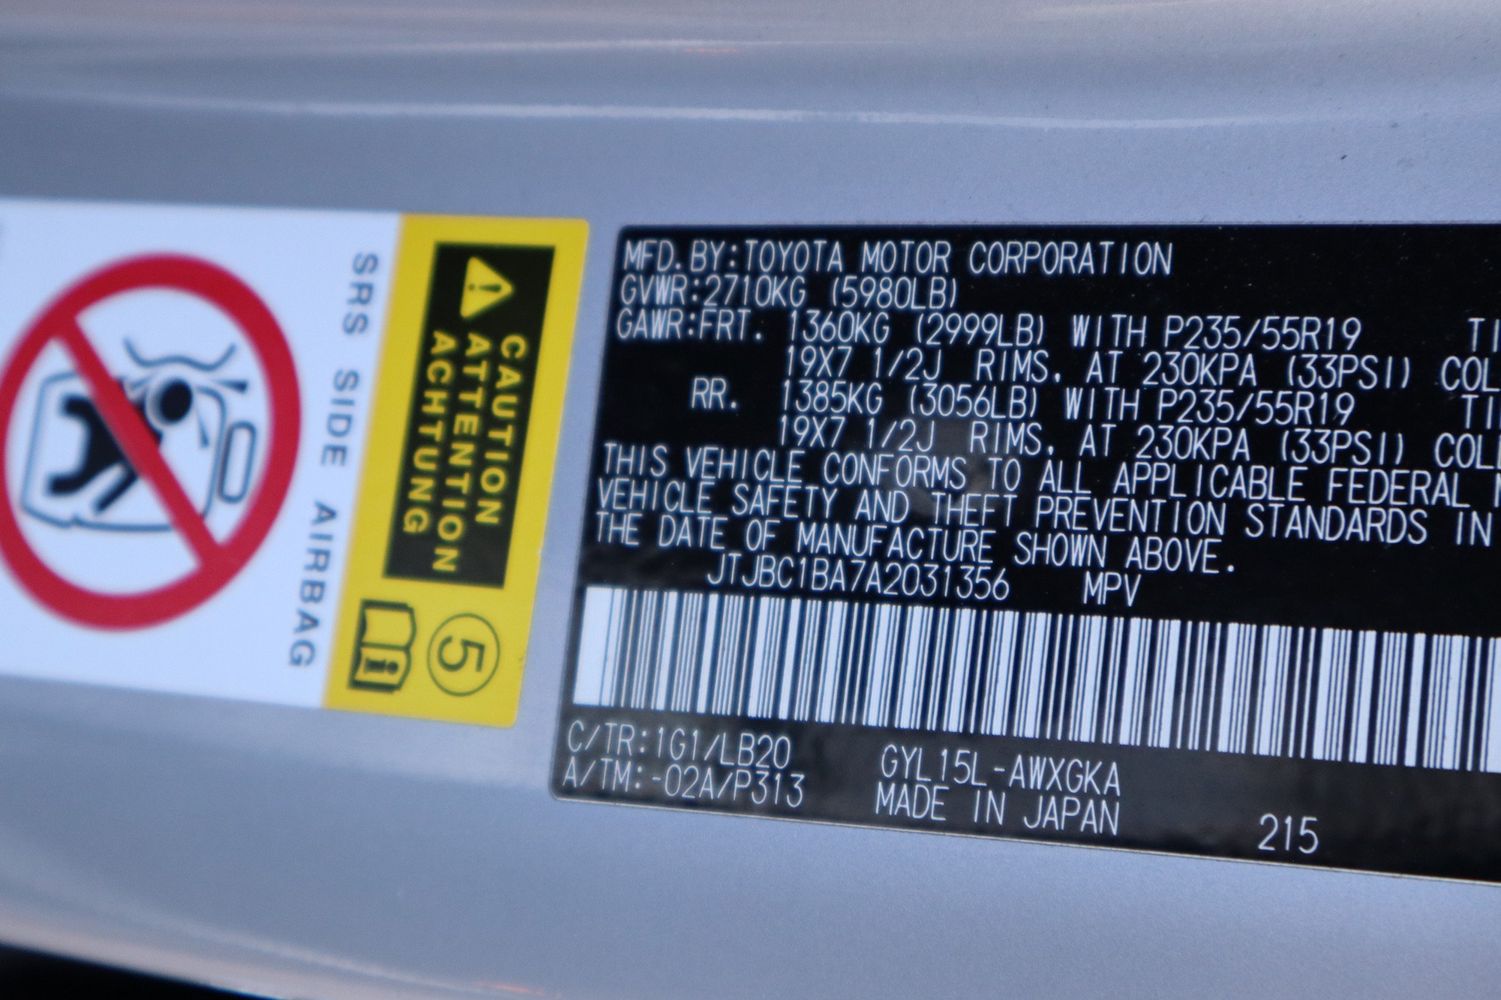 SRS SIDE AIRBAG
CAUTION
ATTENTION
ACHTUNG
5
MFD.BY:TOYOTA MOTOR CORPORATION
GVWR:2710KG (5980LB)
GAWR:FRT. 1360KG (2999LB) WITH P235/55R19
19X7 1/2J RIMS, AT 230KPA (33PSI)
RR. 1385KG (3056LB) WITH P235/55R19
19X7 1/2J RIMS, AT 230KPA (33PSI)
THIS VEHICLE CONFORMS TO ALL APPLICABLE FEDERAL
VEHICLE SAFETY AND THEFT PREVENTION STANDARDS IN
THE DATE OF MANUFACTURE SHOWN ABOVE.
JTJBC1BA7A2031356 MPV
C/TR:1G1/LB20 GYL15L-AWXGKA
A/TM:-02A/P313 MADE IN JAPAN
215